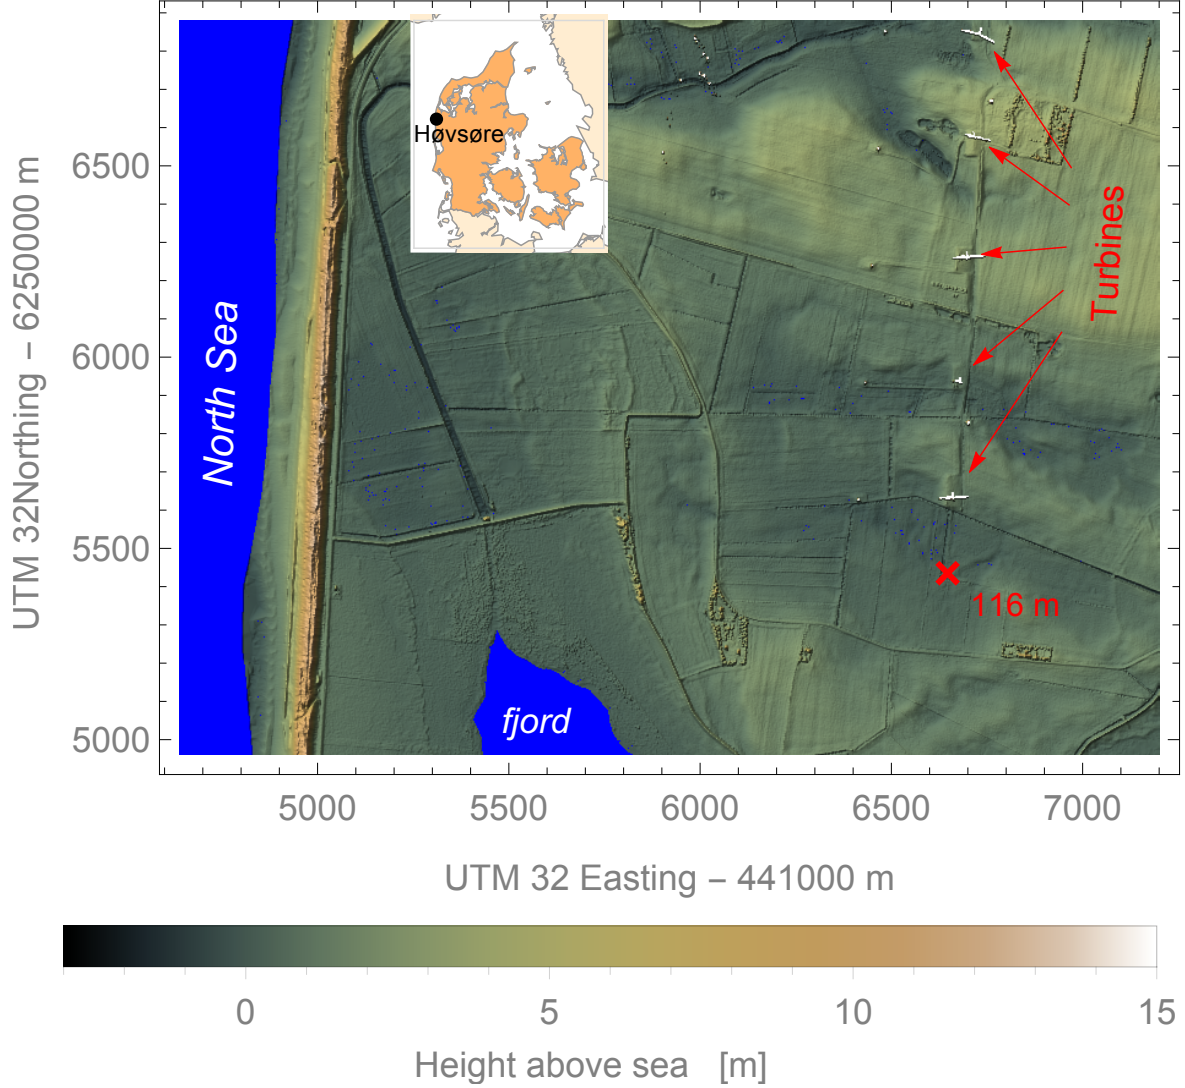 Høvsøre
Turbines
North Sea
116 m
fjord
6500
6000
5500
5000
UTM 32Northing – 6250000 m
5000 5500 6000 6500 7000
UTM 32 Easting – 441000 m
0 5 10 15
Height above sea [m]